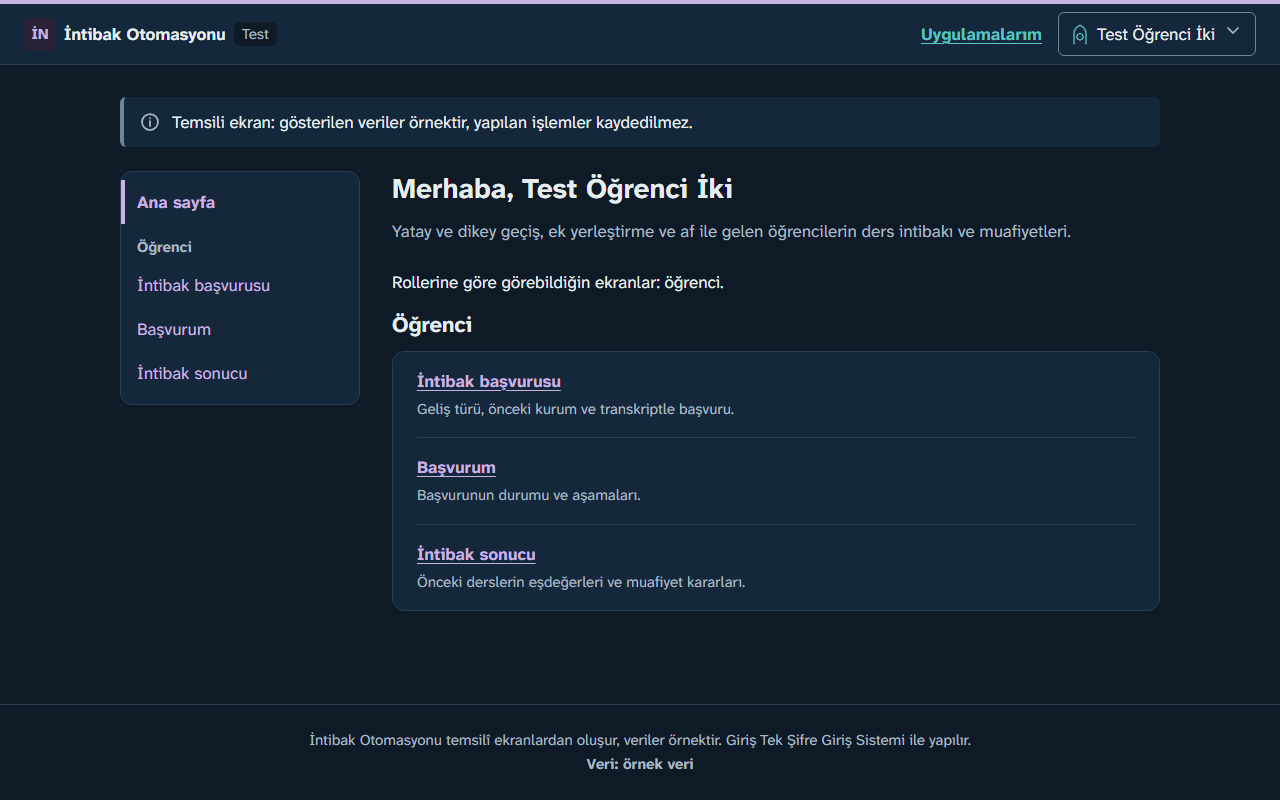 İN İntibak Otomasyonu Test
Uygulamalarım
Test Öğrenci İki
Temsili ekran: gösterilen veriler örnektir, yapılan işlemler kaydedilmez.
Ana sayfa
Öğrenci
İntibak başvurusu
Başvurum
İntibak sonucu
Merhaba, Test Öğrenci İki
Yatay ve dikey geçiş, ek yerleştirme ve af ile gelen öğrencilerin ders intibakı ve muafiyetleri.
Rollerine göre görebildiğin ekranlar: öğrenci.
Öğrenci
İntibak başvurusu
Geliş türü, önceki kurum ve transkriptle başvuru.
Başvurum
Başvurunun durumu ve aşamaları.
İntibak sonucu
Önceki derslerin eşdeğerleri ve muafiyet kararları.
İntibak Otomasyonu temsilî ekranlardan oluşur, veriler örnektir. Giriş Tek Şifre Giriş Sistemi ile yapılır.
Veri: örnek veri